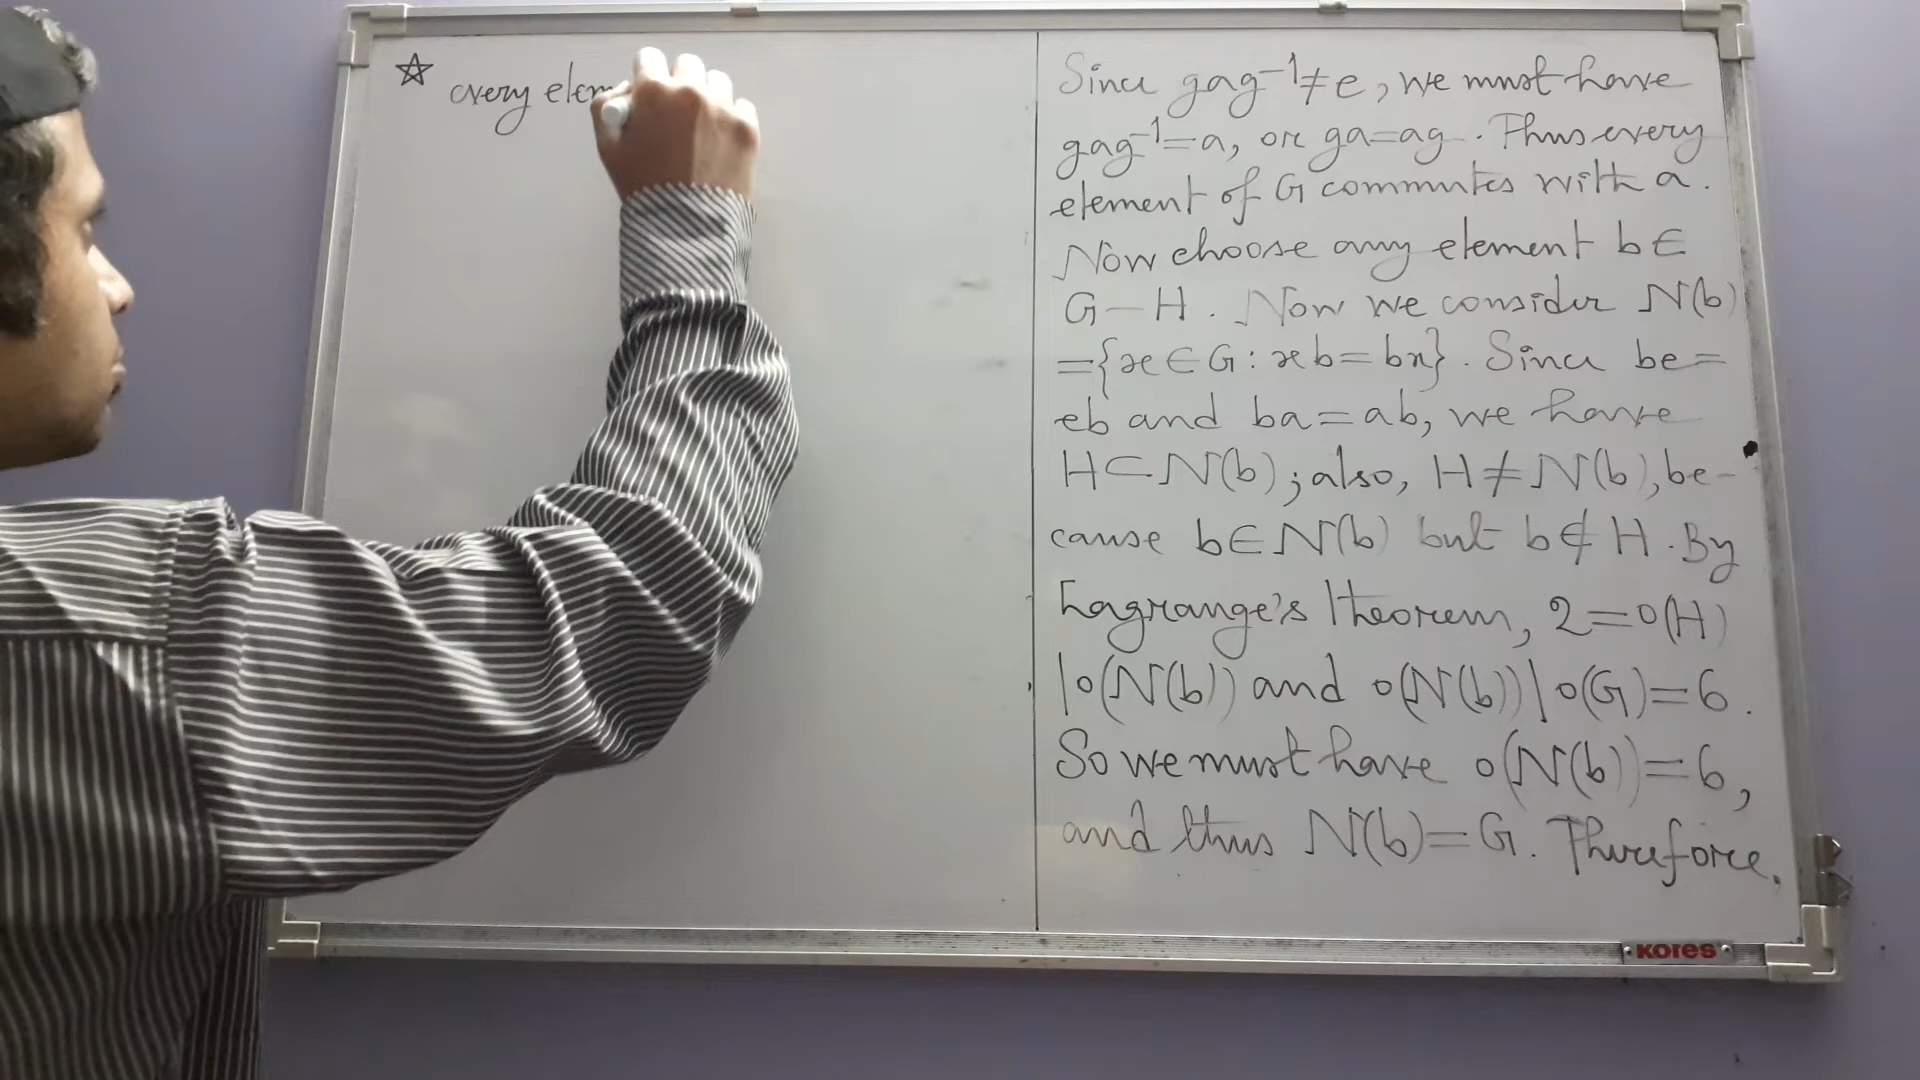 ☆ every elem
Since gag⁻¹≠e, we must have
gag⁻¹=a, or ga=ag. Thus every
element of G commutes with a.
Now choose any element b∈
G-H. Now we consider N(b)
={x∈G: xb=bx}. Since be=
eb and ba=ab, we have
H⊂N(b); also, H≠N(b), be-
cause b∈N(b) but b∉H. By
Lagrange's theorem, 2=o(H)
|o(N(b)) and o(N(b))|o(G)=6.
So we must have o(N(b))=6,
and thus N(b)=G. Therefore,
KORES